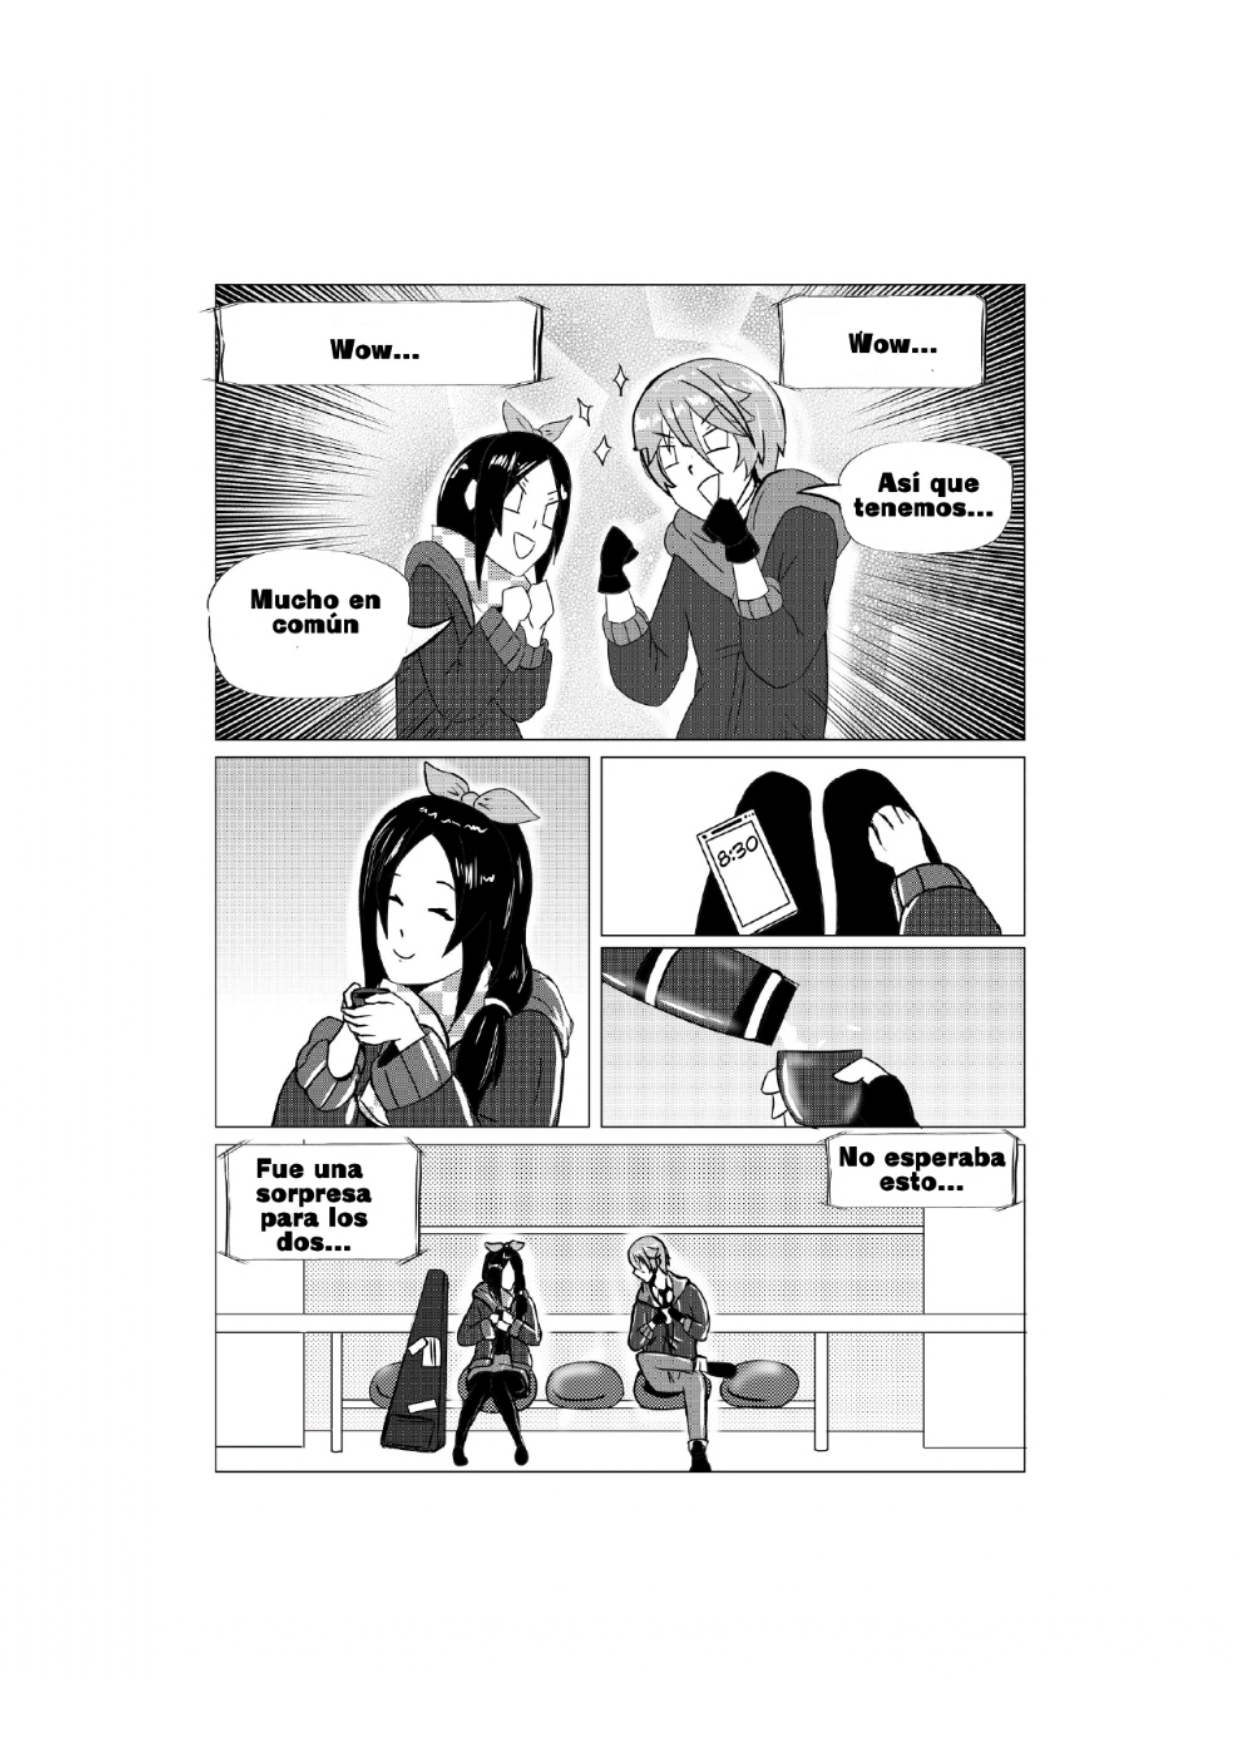 Wow...
Wow...
Así que
tenemos...
Mucho en
común
8:30
No esperaba
esto...
Fue una
sorpresa
para los
dos...